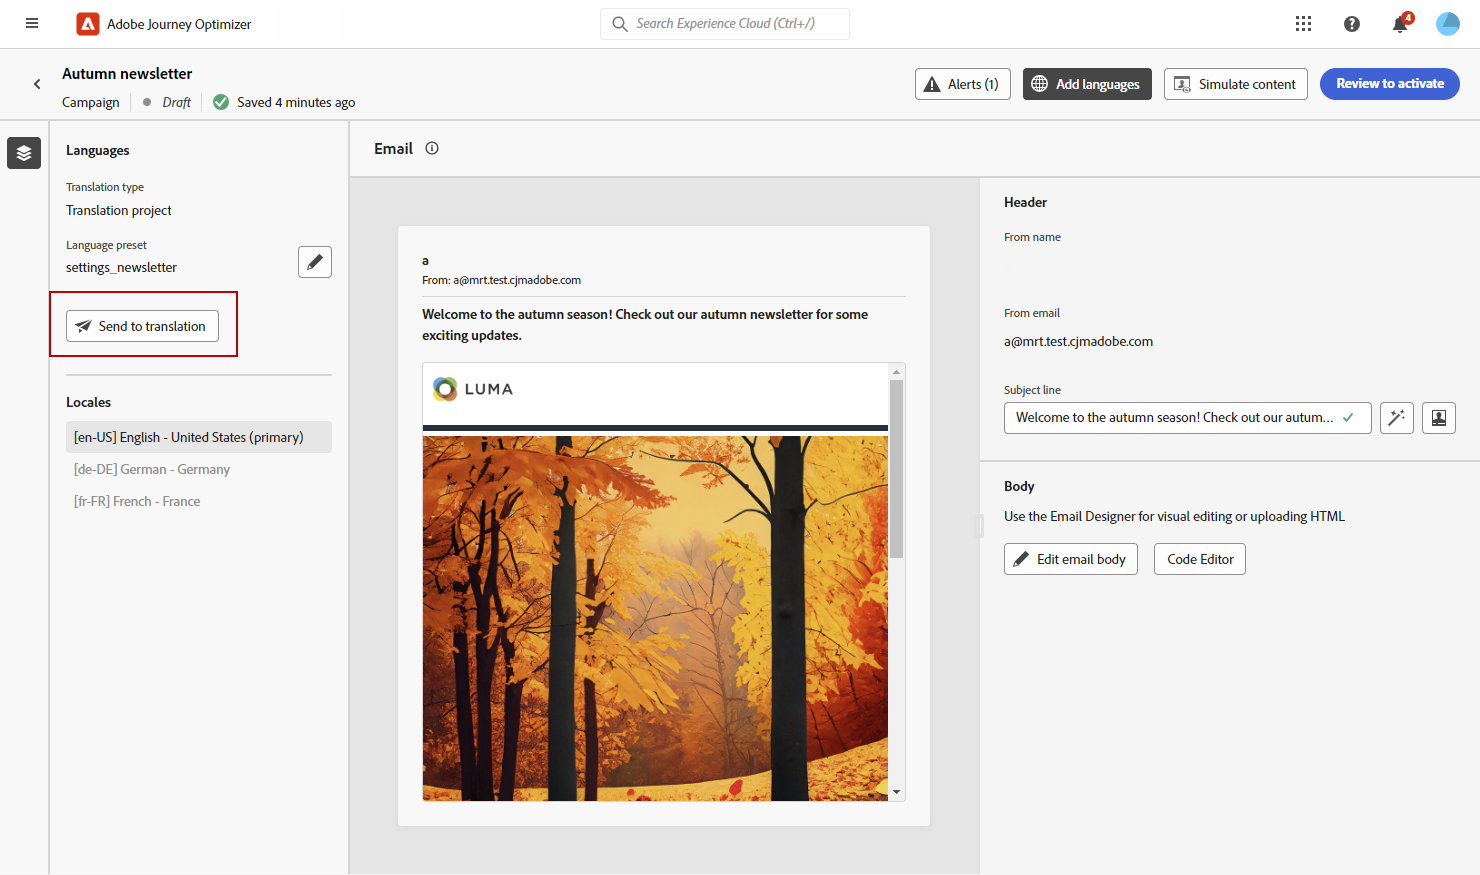 Adobe Journey Optimizer
Search Experience Cloud (Ctrl+/)
4
Autumn newsletter
Campaign
Draft
Saved 4 minutes ago
Alerts (1)
Add languages
Simulate content
Review to activate
Languages
Translation type
Translation project
Language preset
settings_newsletter
Send to translation
Locales
[en-US] English - United States (primary)
[de-DE] German - Germany
[fr-FR] French - France
Email
a
From: a@mrt.test.cjmadobe.com
Welcome to the autumn season! Check out our autumn newsletter for some
exciting updates.
LUMA
Header
From name
From email
a@mrt.test.cjmadobe.com
Subject line
Welcome to the autumn season! Check out our autum...
Body
Use the Email Designer for visual editing or uploading HTML
Edit email body
Code Editor